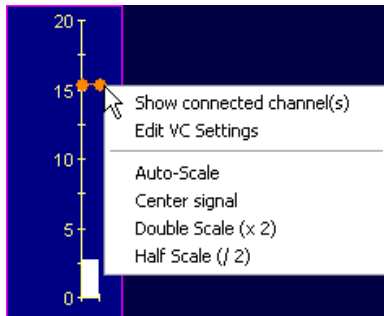 20
15
10
5
0
Show connected channel(s)
Edit VC Settings
Auto-Scale
Center signal
Double Scale (x 2)
Half Scale (/ 2)